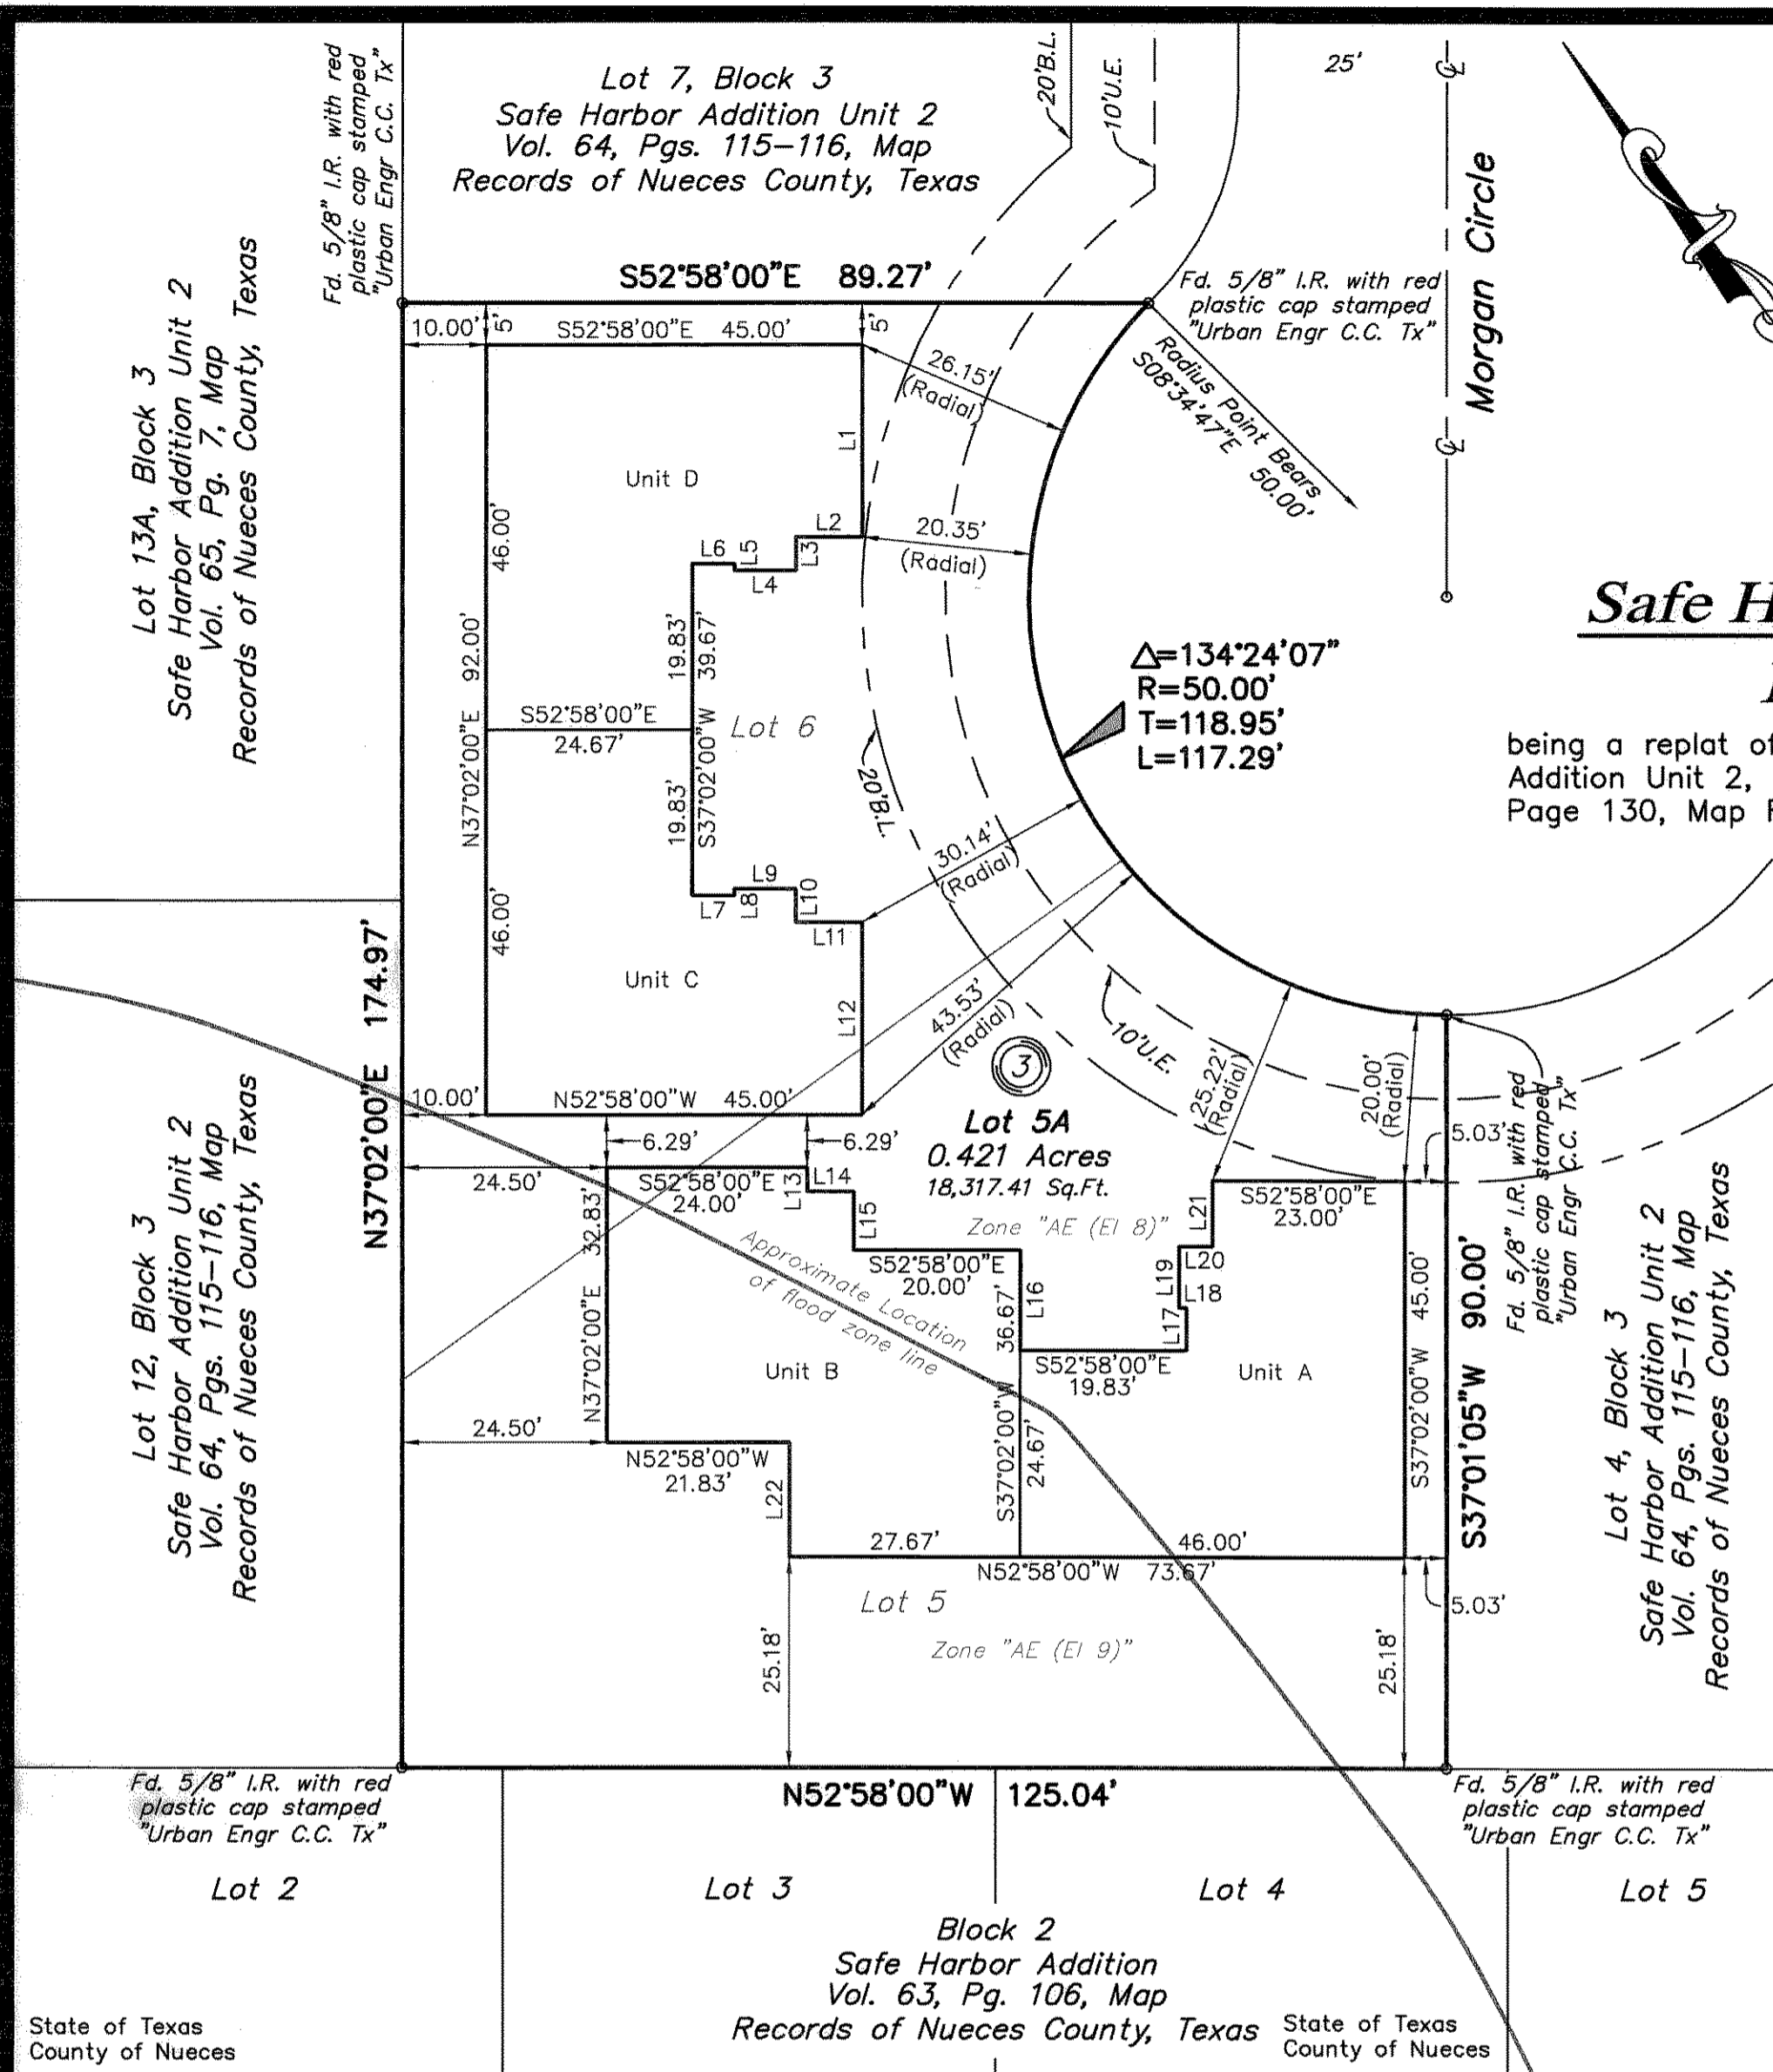 Fd. 5/8" I.R. with red
plastic cap stamped
"Urban Engr C.C. Tx"
Lot 7, Block 3
Safe Harbor Addition Unit 2
Vol. 64, Pgs. 115–116, Map
Records of Nueces County, Texas
20'B.L.
10'U.E.
25'
℄
Morgan Circle
℄
S52°58'00"E 89.27'
Fd. 5/8" I.R. with red
plastic cap stamped
"Urban Engr C.C. Tx"
Radius Point Bears
S08°34'47"E 50.00'
Lot 13A, Block 3
Safe Harbor Addition Unit 2
Vol. 65, Pg. 7, Map
Records of Nueces County, Texas
10.00'
5'
S52°58'00"E 45.00'
5'
26.15'
(Radial)
L1
Unit D
46.00'
L2
L3
L4
L5
L6
20.35'
(Radial)
Safe H
being a replat of
Addition Unit 2,
Page 130, Map
△=134°24'07"
R=50.00'
T=118.95'
L=117.29'
N37°02'00"E 92.00'
19.83'
S37°02'00"W 39.67'
S52°58'00"E
24.67'
Lot 6
19.83'
20'B.L.
30.14'
(Radial)
L7
L8
L9
L10
L11
46.00'
Unit C
L12
43.53'
(Radial)
10'U.E.
N37°02'00"E 174.97'
10.00'
N52°58'00"W 45.00'
3
Lot 5A
0.421 Acres
18,317.41 Sq.Ft.
Zone "AE (El 8)"
25.22'
(Radial)
20.00'
(Radial)
5.03'
Fd. 5/8" I.R. with red
plastic cap stamped
"Urban Engr C.C. Tx"
6.29'
6.29'
24.50'
S52°58'00"E
24.00'
L13
L14
L15
S52°58'00"E
20.00'
L16
36.67'
L17
L18
L19
L20
L21
S52°58'00"E
23.00'
N37°02'00"E 32.83'
Approximate Location
of flood zone line
Unit B
S52°58'00"E
19.83'
Unit A
S37°02'00"W 45.00'
S37°01'05"W 90.00'
Lot 12, Block 3
Safe Harbor Addition Unit 2
Vol. 64, Pgs. 115–116, Map
Records of Nueces County, Texas
Lot 4, Block 3
Safe Harbor Addition Unit 2
Vol. 64, Pgs. 115–116, Map
Records of Nueces County, Texas
24.50'
N52°58'00"W
21.83'
L22
S37°02'00"W
24.67'
27.67'
46.00'
N52°58'00"W 73.67'
5.03'
Lot 5
Zone "AE (El 9)"
25.18'
25.18'
N52°58'00"W 125.04'
Fd. 5/8" I.R. with red
plastic cap stamped
"Urban Engr C.C. Tx"
Fd. 5/8" I.R. with red
plastic cap stamped
"Urban Engr C.C. Tx"
Lot 2
Lot 3
Lot 4
Lot 5
Block 2
Safe Harbor Addition
Vol. 63, Pg. 106, Map
Records of Nueces County, Texas
State of Texas
County of Nueces
State of Texas
County of Nueces